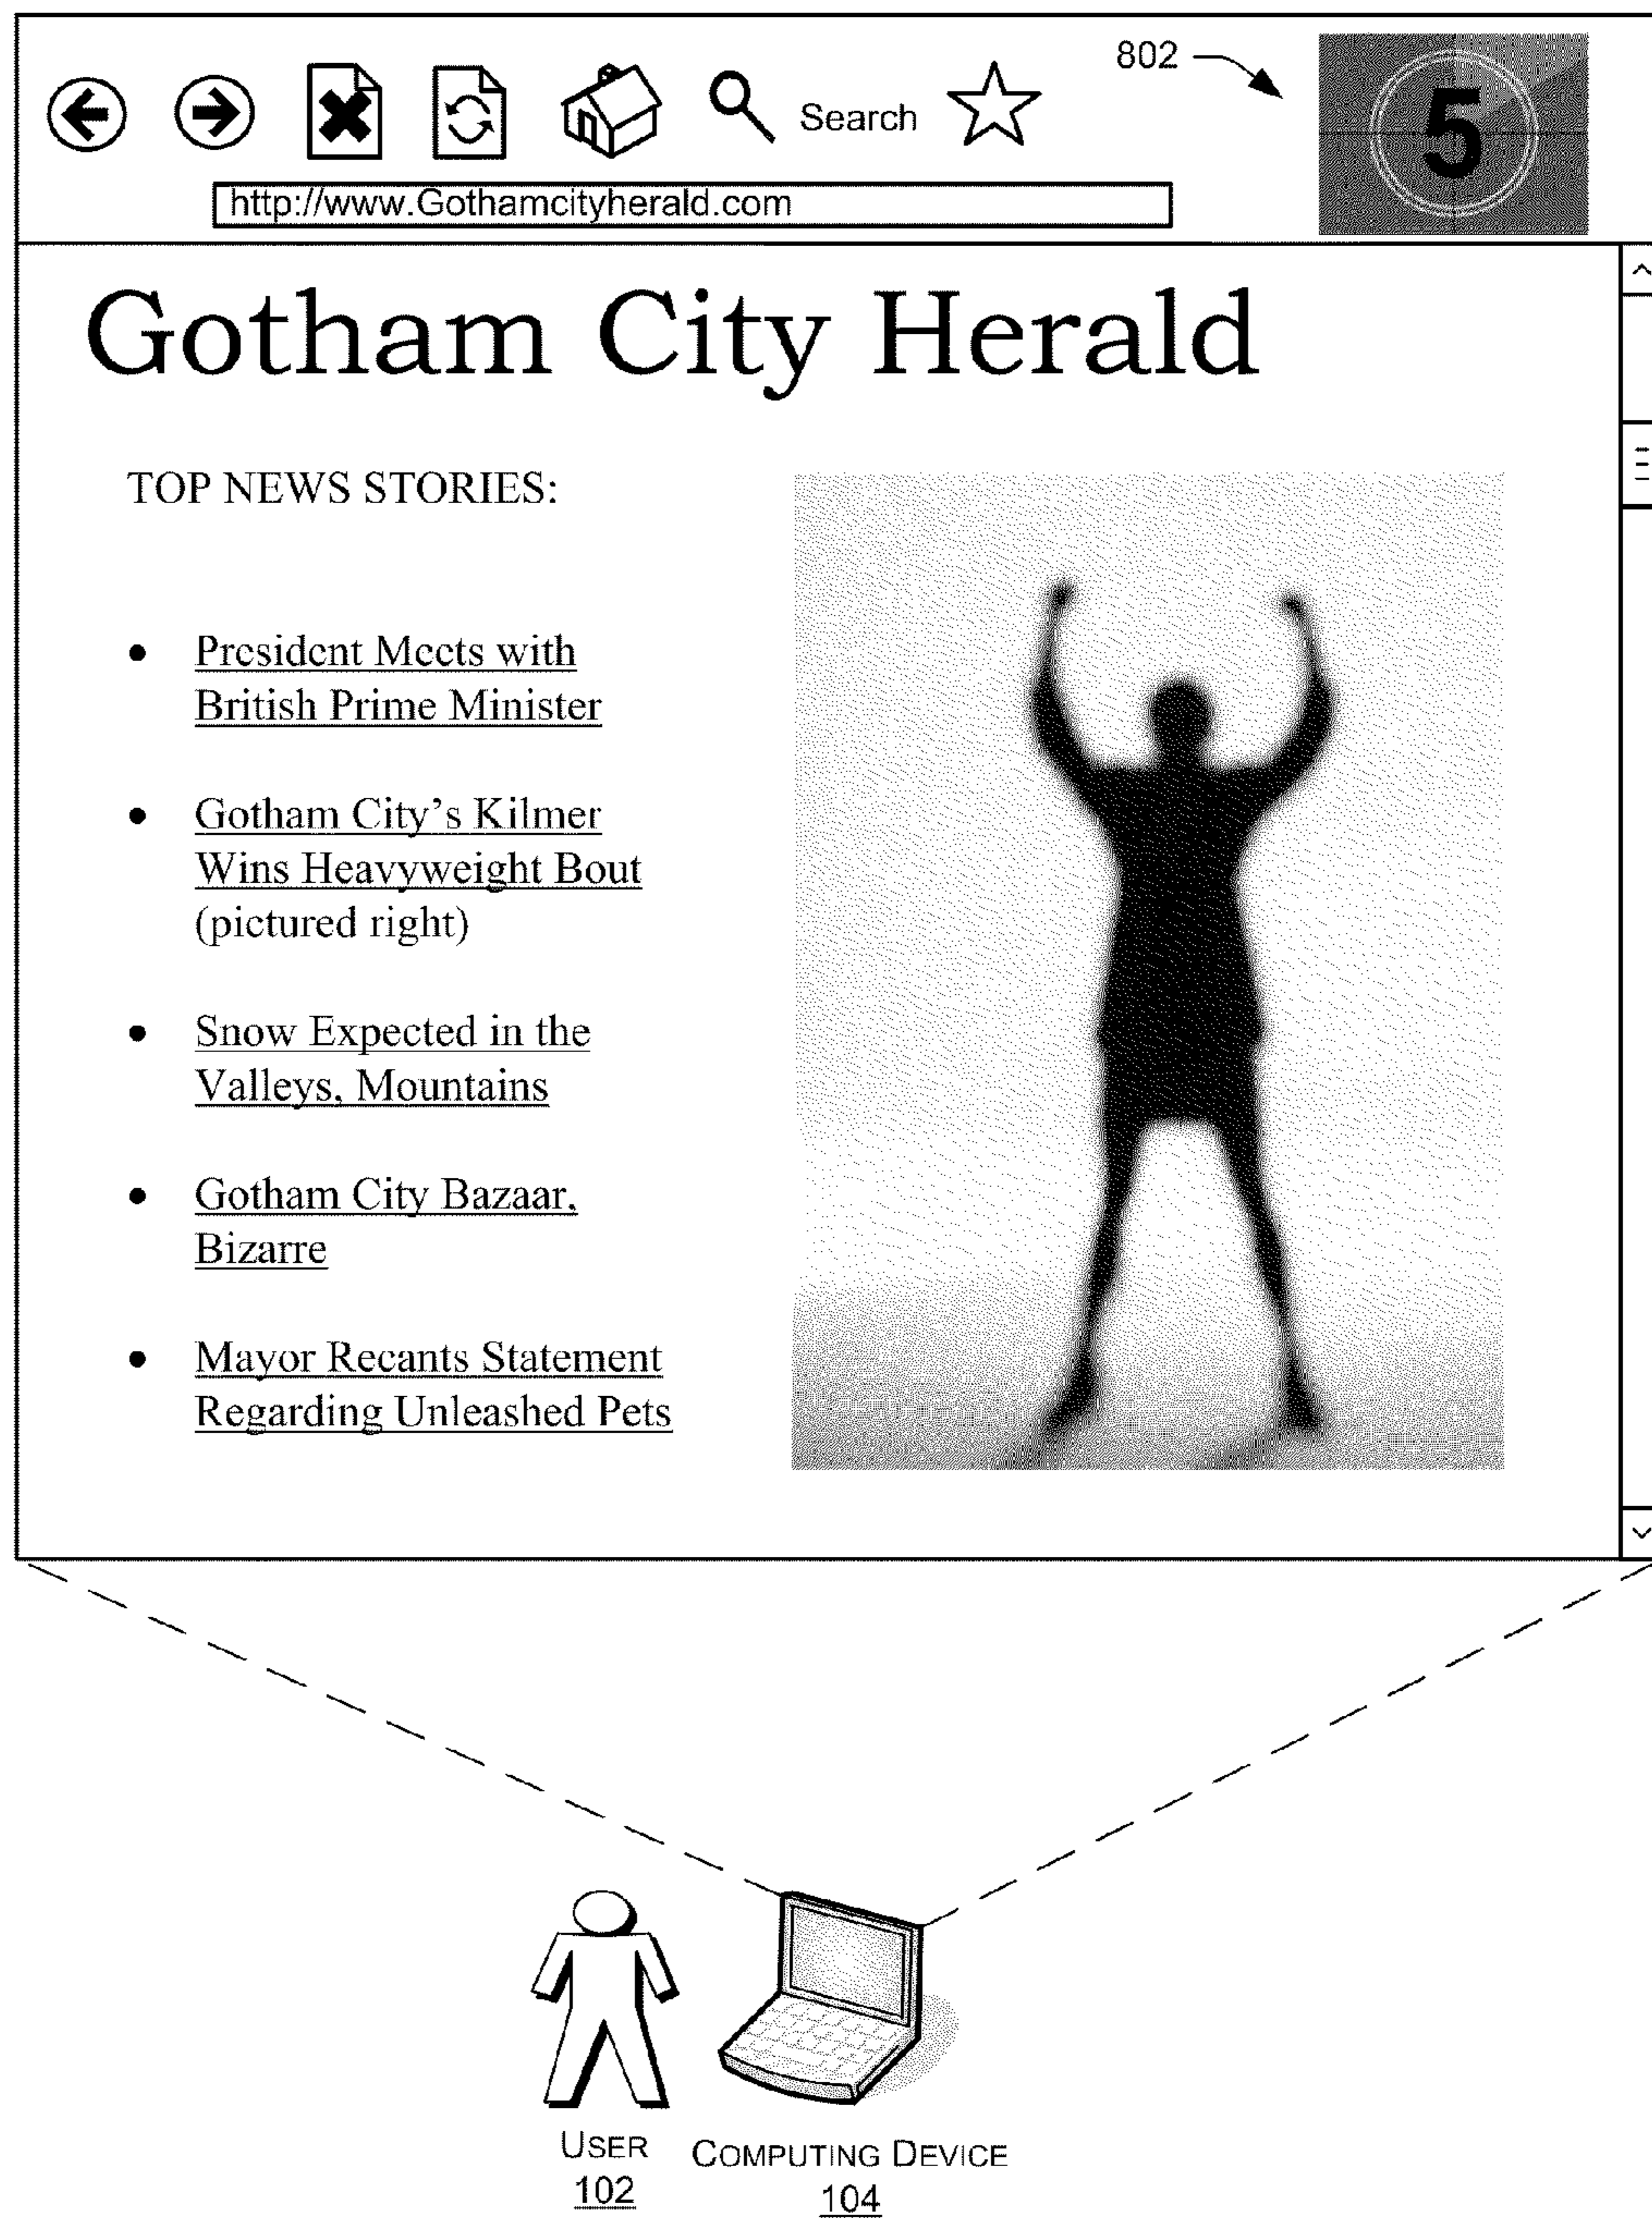 802
5
Search
http://www.Gothamcityherald.com
Gotham City Herald
TOP NEWS STORIES:
• President Meets with
British Prime Minister
• Gotham City's Kilmer
Wins Heavyweight Bout
(pictured right)
• Snow Expected in the
Valleys, Mountains
• Gotham City Bazaar,
Bizarre
• Mayor Recants Statement
Regarding Unleashed Pets
USER
102
COMPUTING DEVICE
104